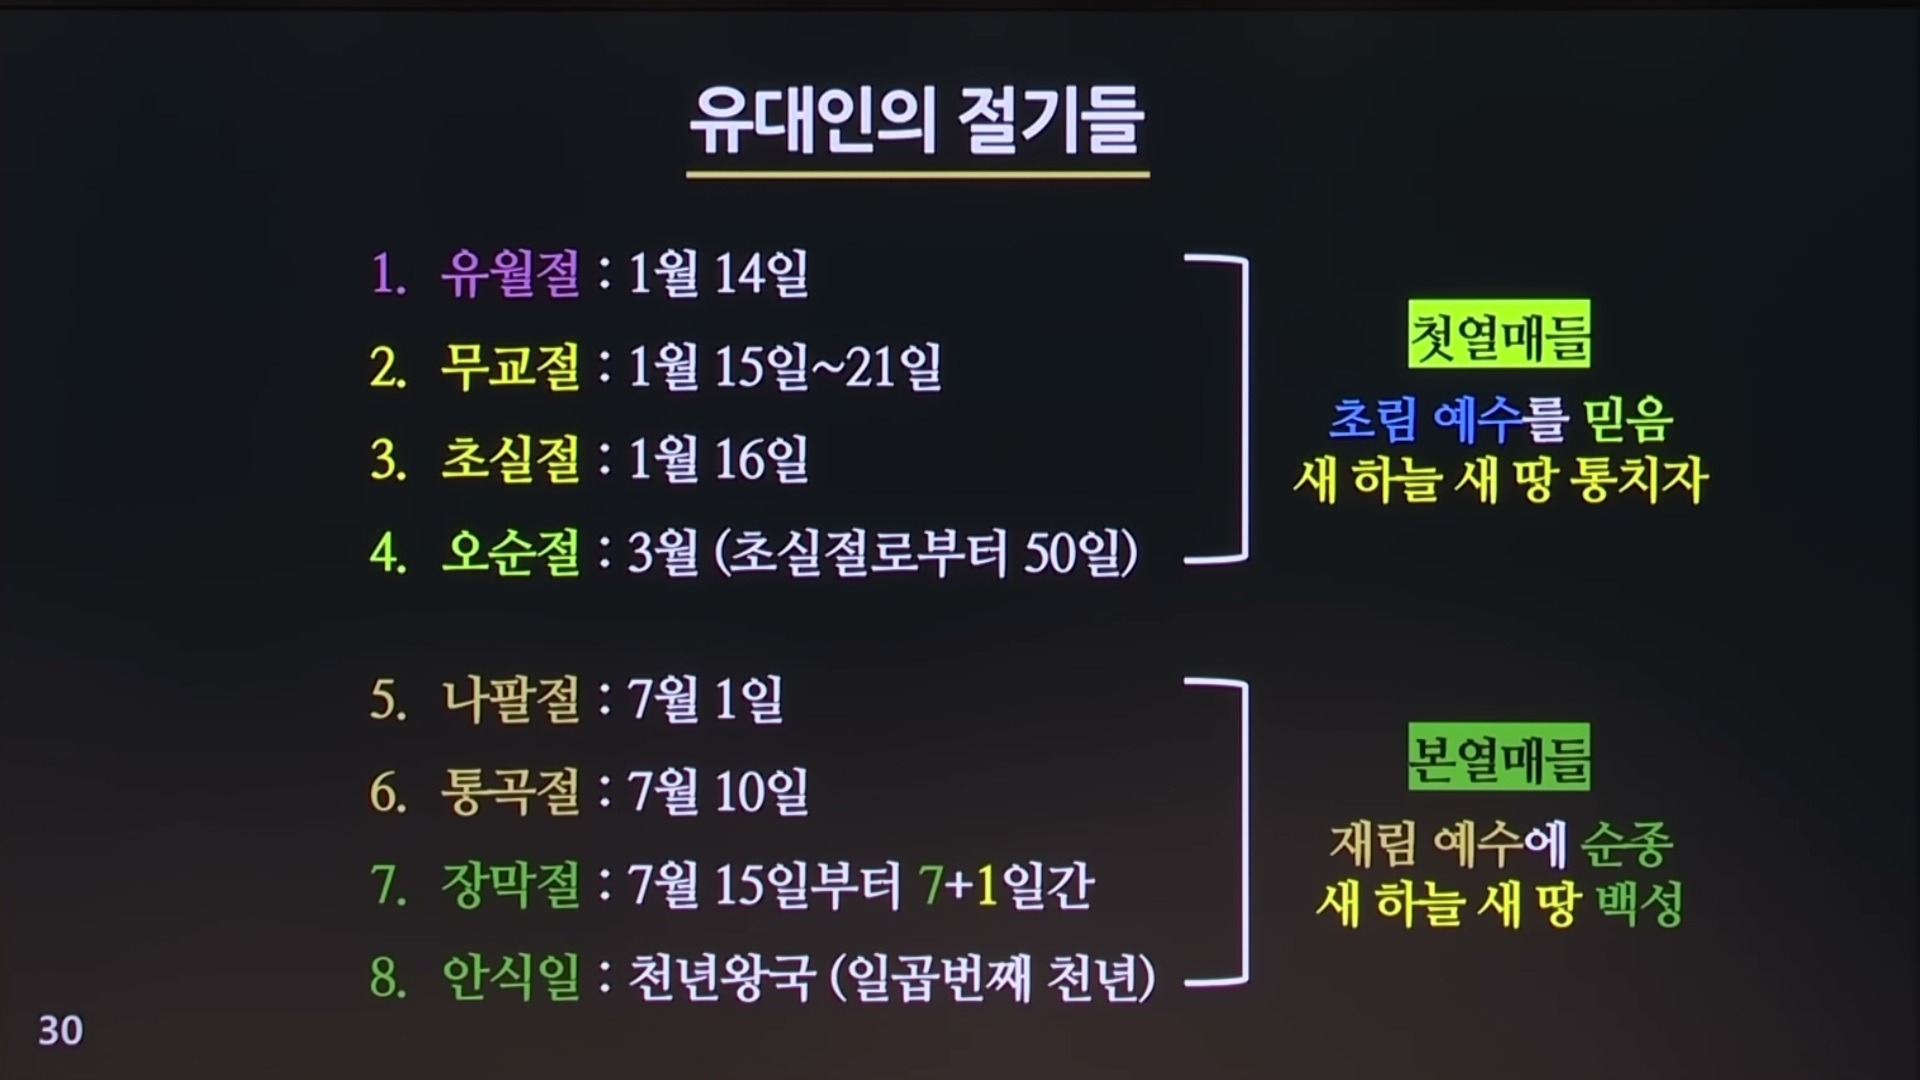 유대인의 절기들
1. 유월절 : 1월 14일
2. 무교절 : 1월 15일~21일
3. 초실절 : 1월 16일
4. 오순절 : 3월 (초실절로부터 50일)
첫열매들
초림 예수를 믿음
새 하늘 새 땅 통치자
5. 나팔절 : 7월 1일
6. 통곡절 : 7월 10일
7. 장막절 : 7월 15일부터 7+1일간
8. 안식일 : 천년왕국 (일곱번째 천년)
본열매들
재림 예수에 순종
새 하늘 새 땅 백성
30